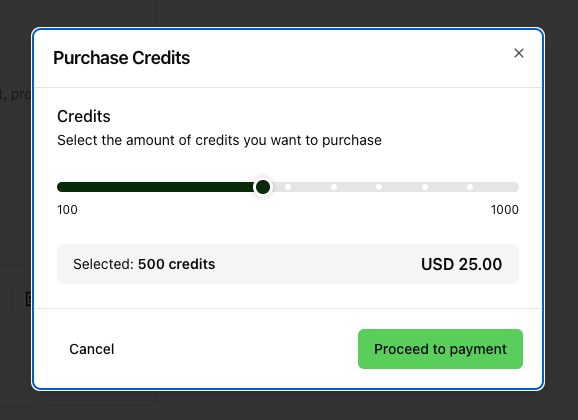 Purchase Credits
t, pro
Credits
Select the amount of credits you want to purchase
100 1000
Selected: 500 credits USD 25.00
Cancel Proceed to payment